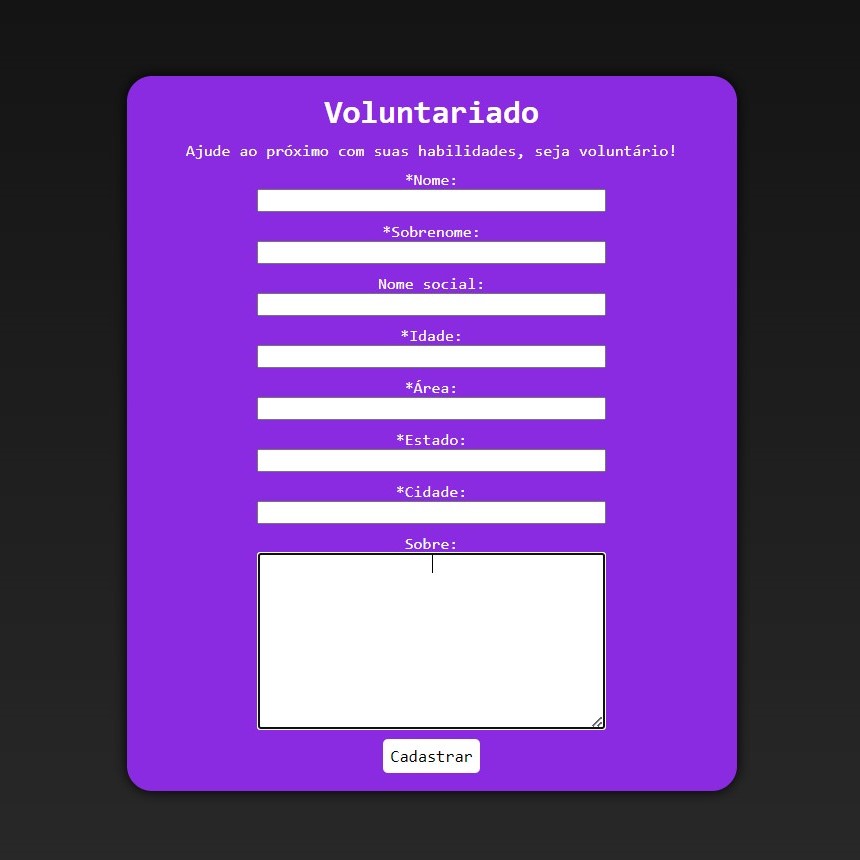 Voluntariado
Ajude ao próximo com suas habilidades, seja voluntário!
*Nome:
*Sobrenome:
Nome social:
*Idade:
*Área:
*Estado:
*Cidade:
Sobre:
Cadastrar